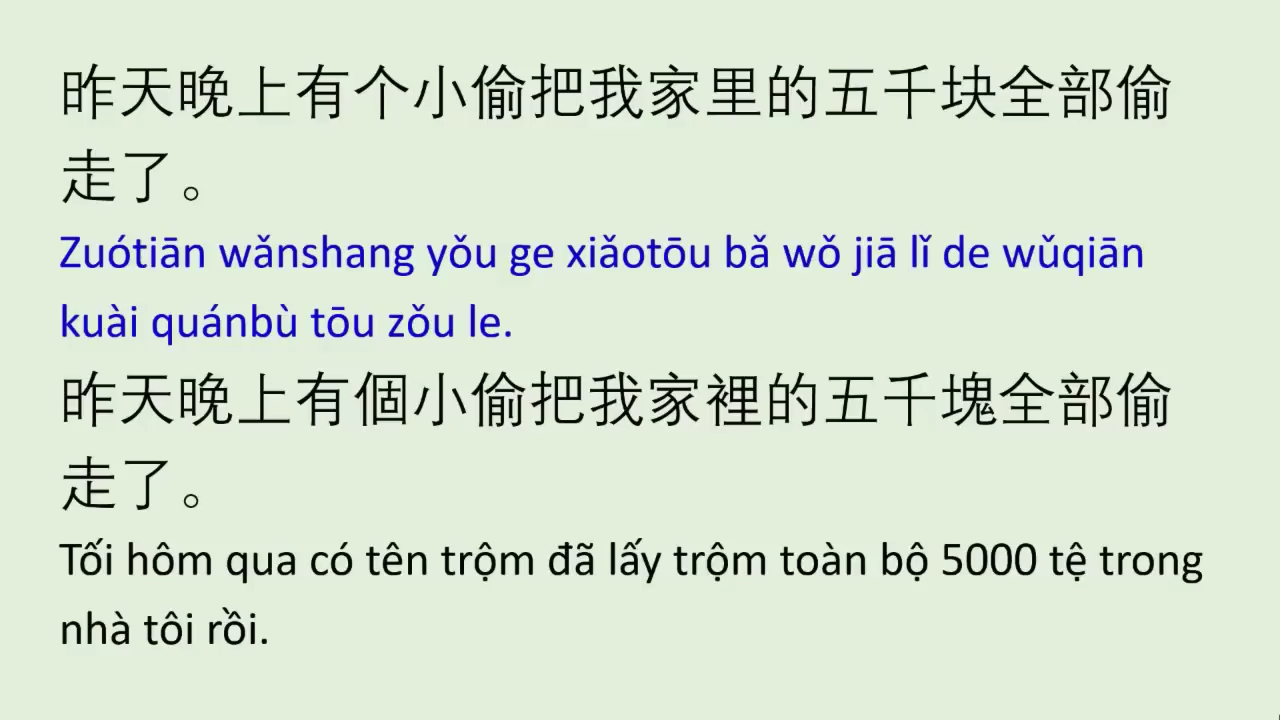 昨天晚上有个小偷把我家里的五千块全部偷
走了。
Zuótiān wǎnshang yǒu ge xiǎotōu bǎ wǒ jiā lǐ de wǔqiān
kuài quánbù tōu zǒu le.
昨天晚上有個小偷把我家裡的五千塊全部偷
走了。
Tối hôm qua có tên trộm đã lấy trộm toàn bộ 5000 tệ trong
nhà tôi rồi.